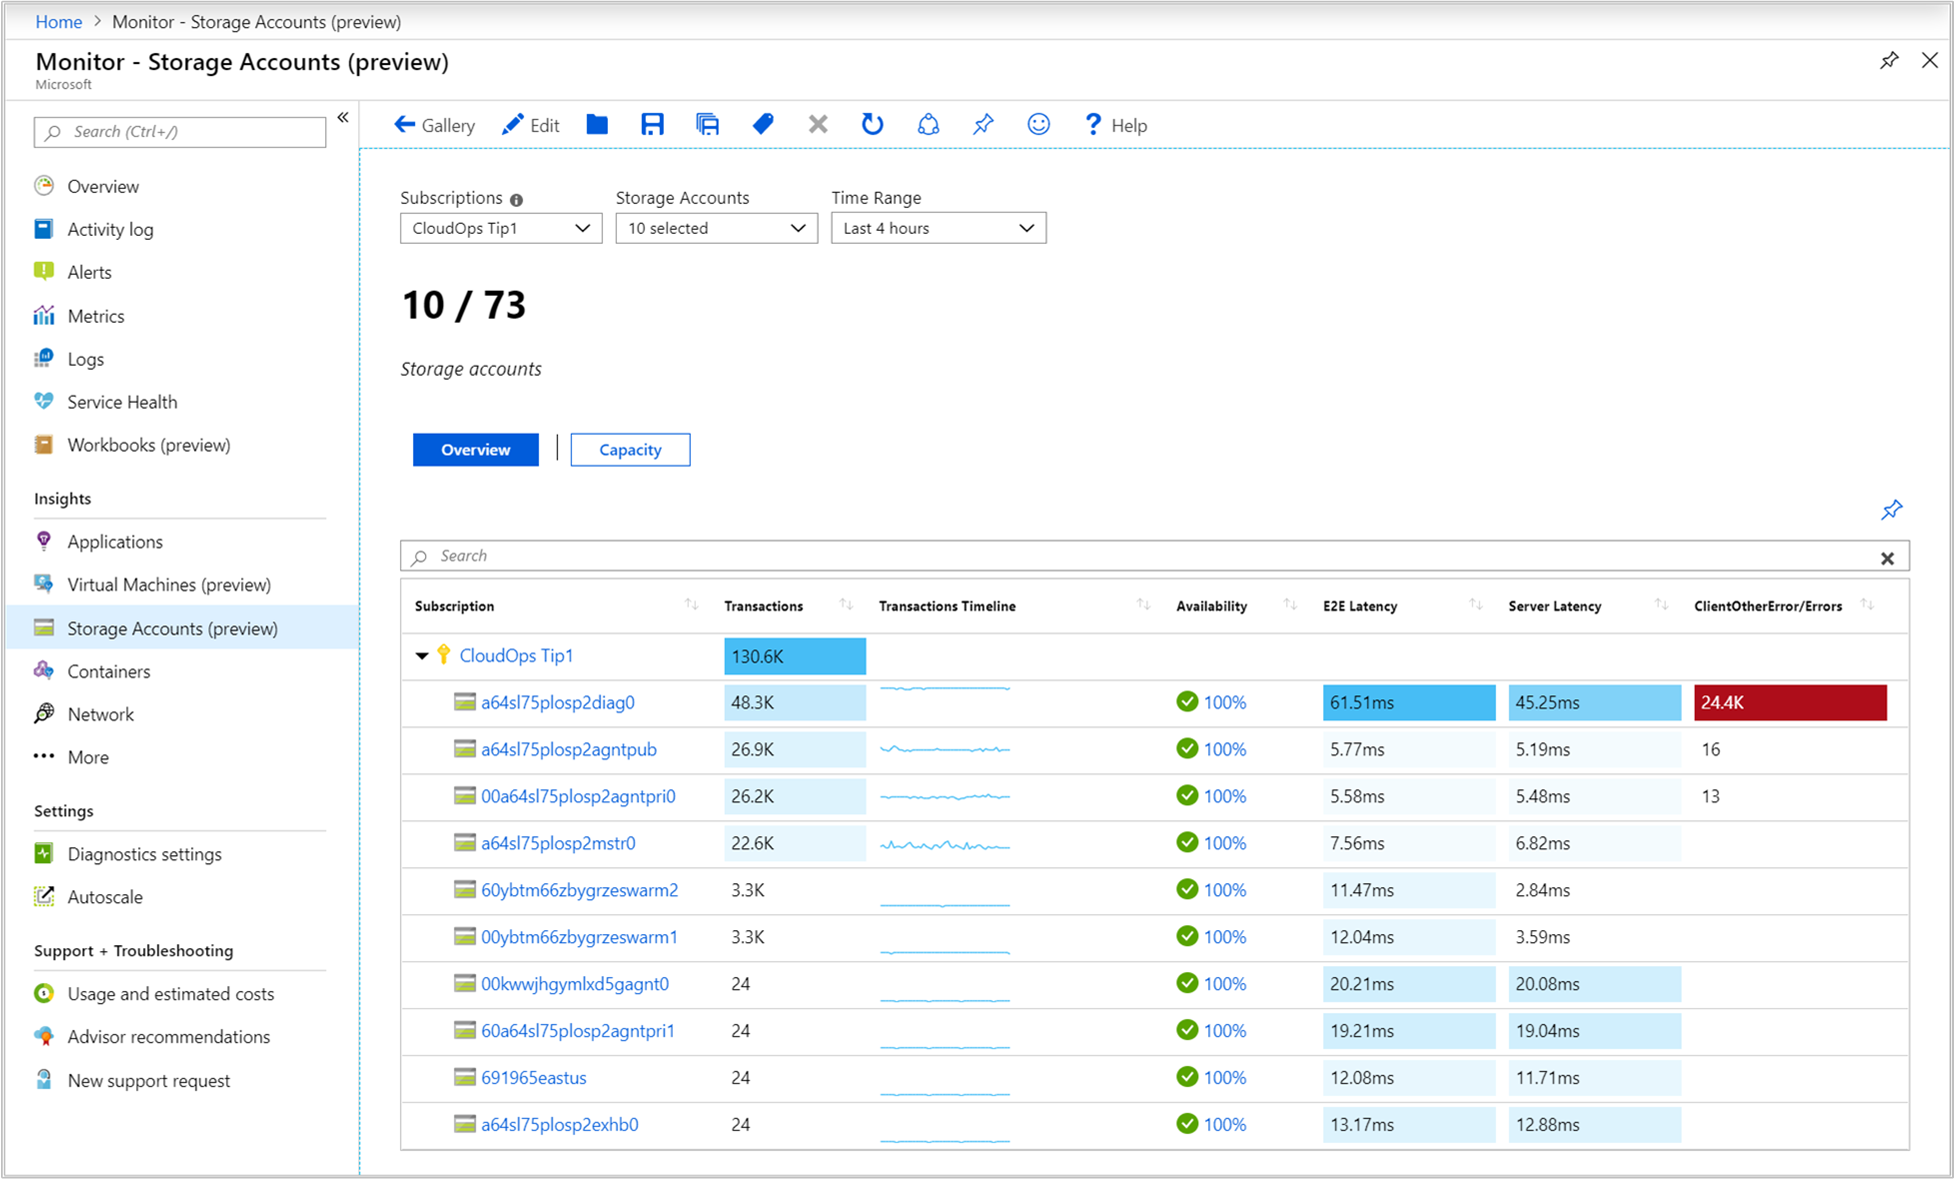 Home > Monitor - Storage Accounts (preview)
Monitor - Storage Accounts (preview)
Microsoft
Search (Ctrl+/)
«
Overview
Activity log
Alerts
Metrics
Logs
Service Health
Workbooks (preview)
Insights
Applications
Virtual Machines (preview)
Storage Accounts (preview)
Containers
Network
More
Settings
Diagnostics settings
Autoscale
Support + Troubleshooting
Usage and estimated costs
Advisor recommendations
New support request
Gallery Edit ? Help
Subscriptions Storage Accounts Time Range
CloudOps Tip1 10 selected Last 4 hours
10 / 73
Storage accounts
Overview | Capacity
Search
Subscription Transactions Transactions Timeline Availability E2E Latency Server Latency ClientOtherError/Errors
CloudOps Tip1 130.6K
a64sl75plosp2diag0 48.3K 100% 61.51ms 45.25ms 24.4K
a64sl75plosp2agntpub 26.9K 100% 5.77ms 5.19ms 16
00a64sl75plosp2agntpri0 26.2K 100% 5.58ms 5.48ms 13
a64sl75plosp2mstr0 22.6K 100% 7.56ms 6.82ms
60ybtm66zbygrzeswarm2 3.3K 100% 11.47ms 2.84ms
00ybtm66zbygrzeswarm1 3.3K 100% 12.04ms 3.59ms
00kwwjhgymlxd5gagnt0 24 100% 20.21ms 20.08ms
60a64sl75plosp2agntpri1 24 100% 19.21ms 19.04ms
691965eastus 24 100% 12.08ms 11.71ms
a64sl75plosp2exhb0 24 100% 13.17ms 12.88ms